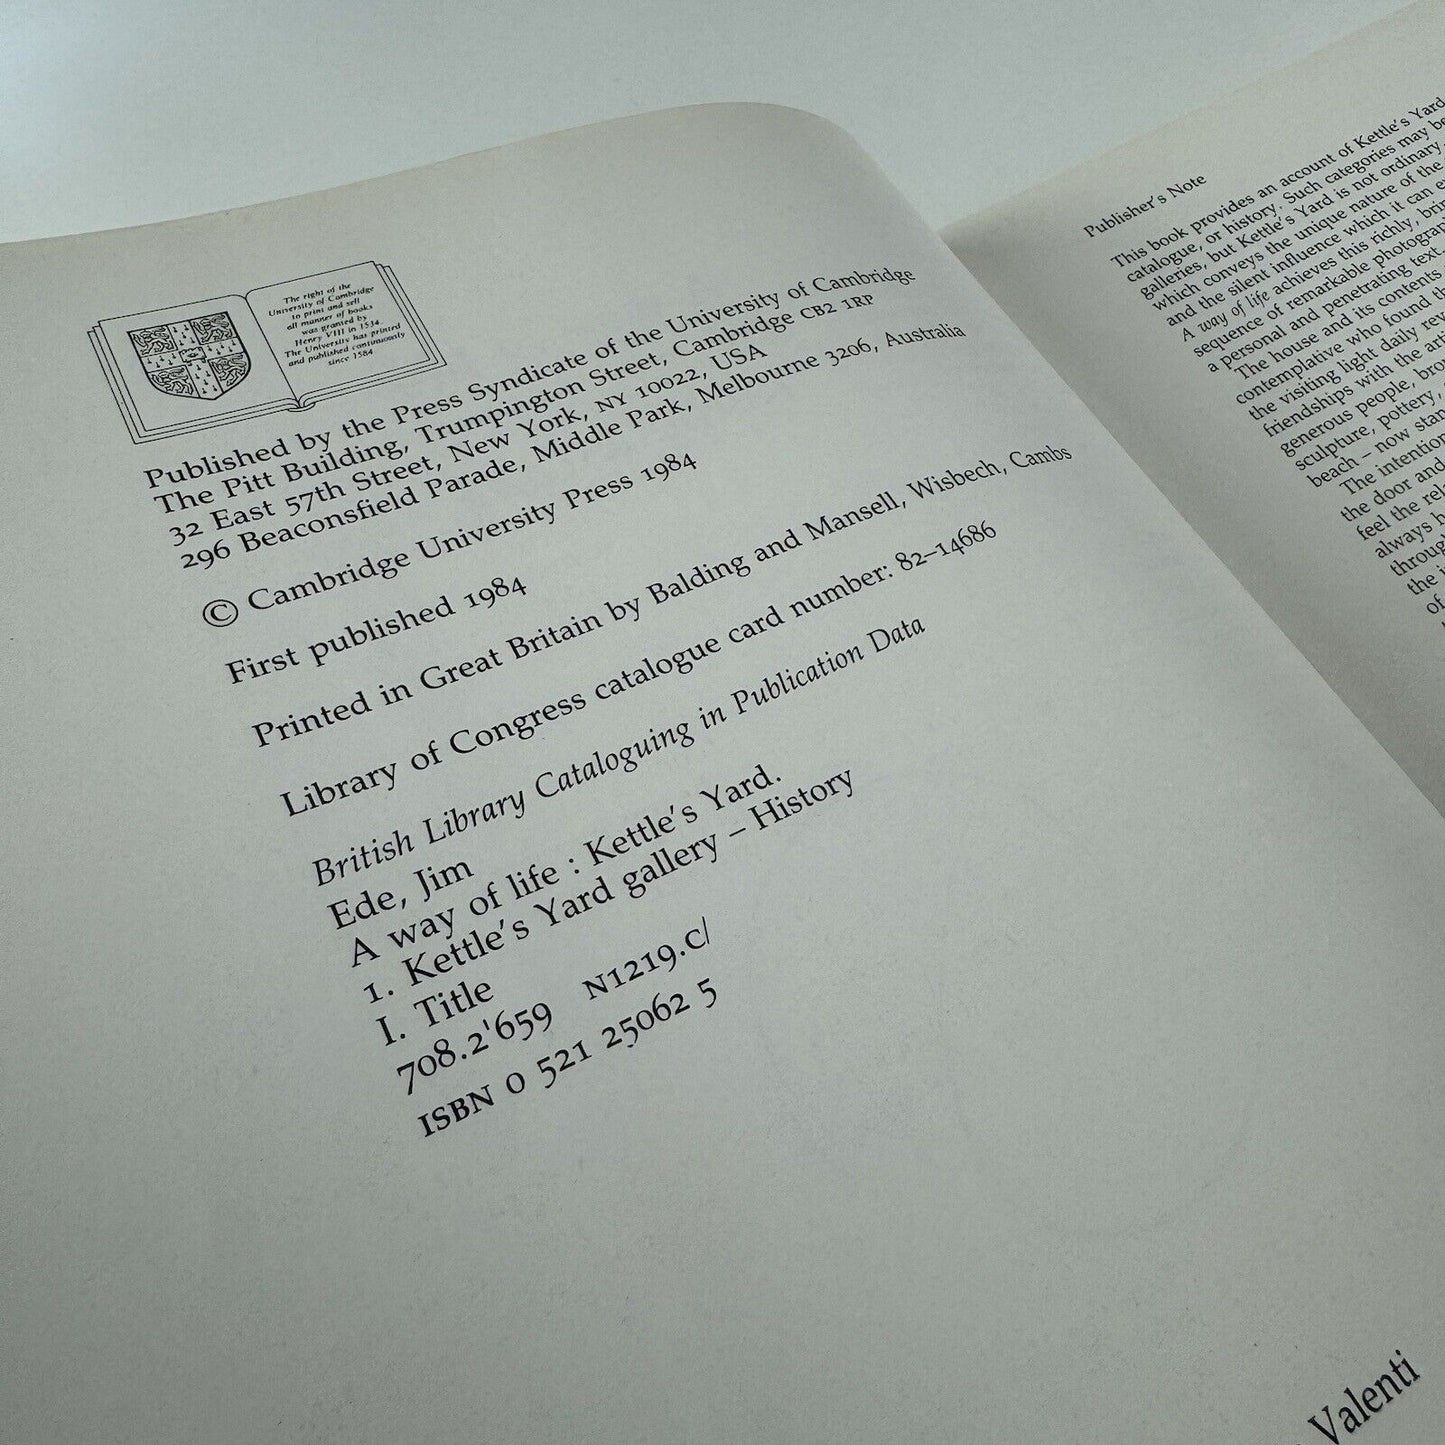 The right of the
University of Cambridge
to print and sell
all manner of books
was granted by
Henry VIII in 1534.
The University has printed
and published continuously
since 1584
Published by the Press Syndicate of the University of Cambridge
The Pitt Building, Trumpington Street, Cambridge CB2 1RP
32 East 57th Street, New York, NY 10022, USA
296 Beaconsfield Parade, Middle Park, Melbourne 3206, Australia
© Cambridge University Press 1984
First published 1984
Printed in Great Britain by Balding and Mansell, Wisbech, Cambs
Library of Congress catalogue card number: 82–14686
British Library Cataloguing in Publication Data
Ede, Jim
A way of life : Kettle's Yard.
1. Kettle's Yard gallery – History
I. Title
708.2'659 N1219.C/
ISBN 0 521 25062 5
Publisher's Note
This book provides an account of Kettle's Yard
catalogue, or history. Such categories may be
galleries, but Kettle's Yard is not ordinary
which conveys the unique nature of the
and the silent influence which it can
A way of life achieves this richly,
sequence of remarkable
a personal and penetrating text.
The house and its contents
contemplative who found
the visiting light daily
friendships with the
generous people,
sculpture, pottery,
beach – now
The intention
the door and
feel the
always
the
of
Valenti